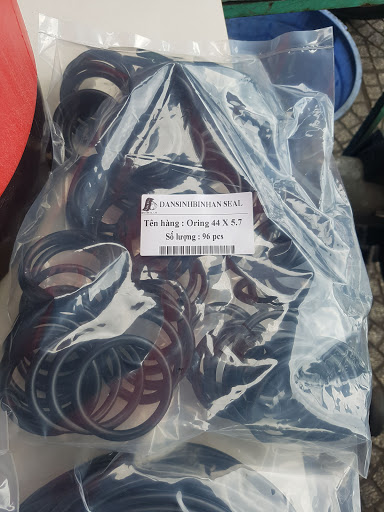 DANSINHBINHAN SEAL
Tên hàng : Oring 44 X 5.7
Số lượng : 96 pcs